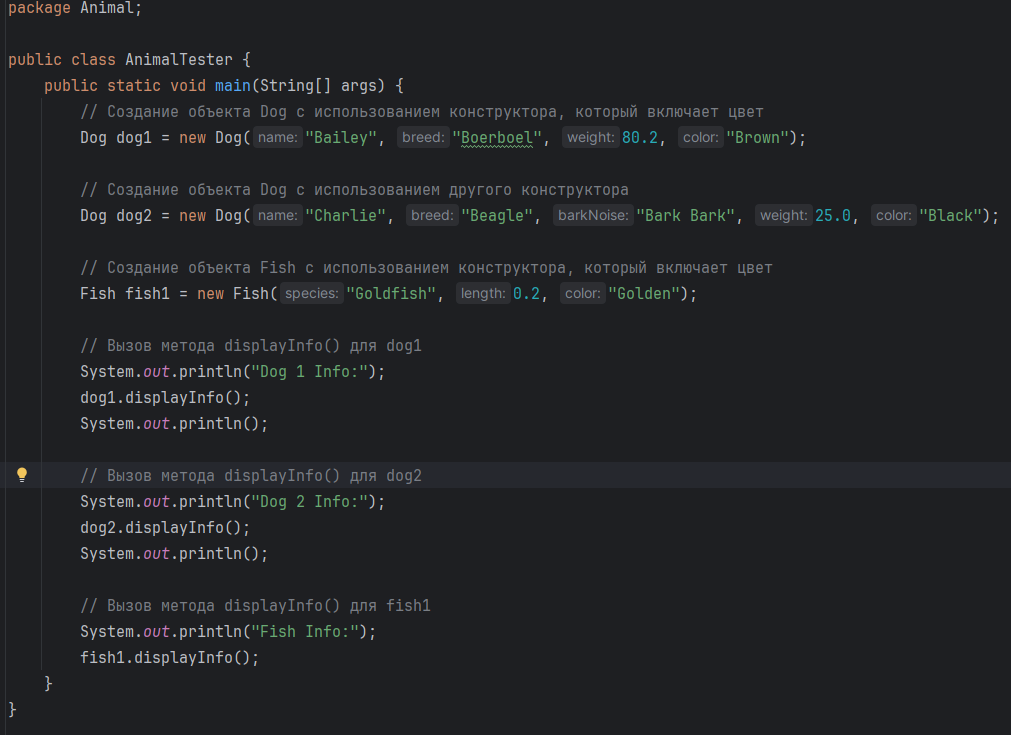 package Animal;
public class AnimalTester {
public static void main(String[] args) {
// Создание объекта Dog с использованием конструктора, который включает цвет
Dog dog1 = new Dog( name: "Bailey", breed: "Boerboel", weight: 80.2, color: "Brown");
// Создание объекта Dog с использованием другого конструктора
Dog dog2 = new Dog( name: "Charlie", breed: "Beagle", barkNoise: "Bark Bark", weight: 25.0, color: "Black");
// Создание объекта Fish с использованием конструктора, который включает цвет
Fish fish1 = new Fish( species: "Goldfish", length: 0.2, color: "Golden");
// Вызов метода displayInfo() для dog1
System.out.println("Dog 1 Info:");
dog1.displayInfo();
System.out.println();
// Вызов метода displayInfo() для dog2
System.out.println("Dog 2 Info:");
dog2.displayInfo();
System.out.println();
// Вызов метода displayInfo() для fish1
System.out.println("Fish Info:");
fish1.displayInfo();
}
}